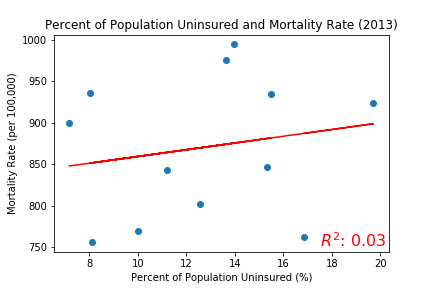 Percent of Population Uninsured and Mortality Rate (2013)
Mortality Rate (per 100,000)
1000
950
900
850
800
750
R²: 0.03
8 10 12 14 16 18 20
Percent of Population Uninsured (%)